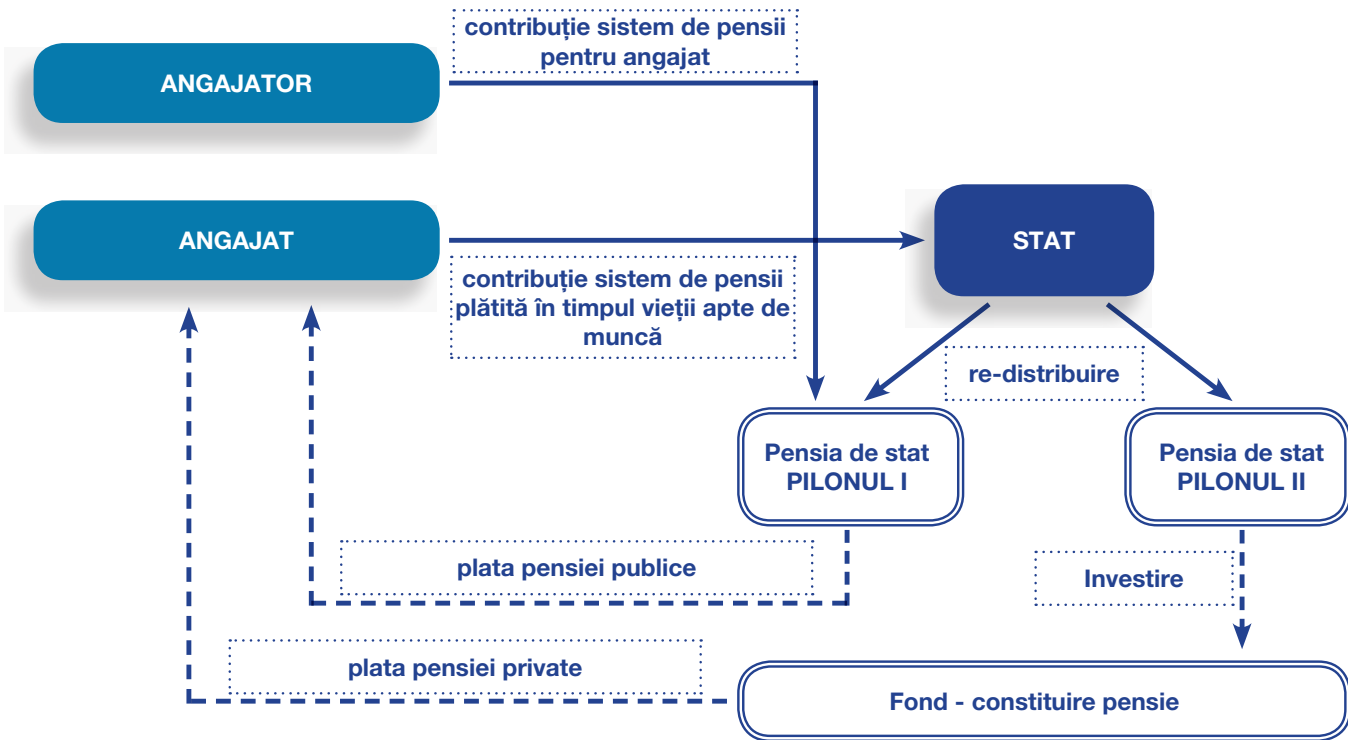 contribuție sistem de pensii
pentru angajat
ANGAJATOR
ANGAJAT
STAT
contribuție sistem de pensii
plătită în timpul vieții apte de
muncă
re-distribuire
Pensia de stat
PILONUL I
Pensia de stat
PILONUL II
plata pensiei publice
Investire
plata pensiei private
Fond - constituire pensie